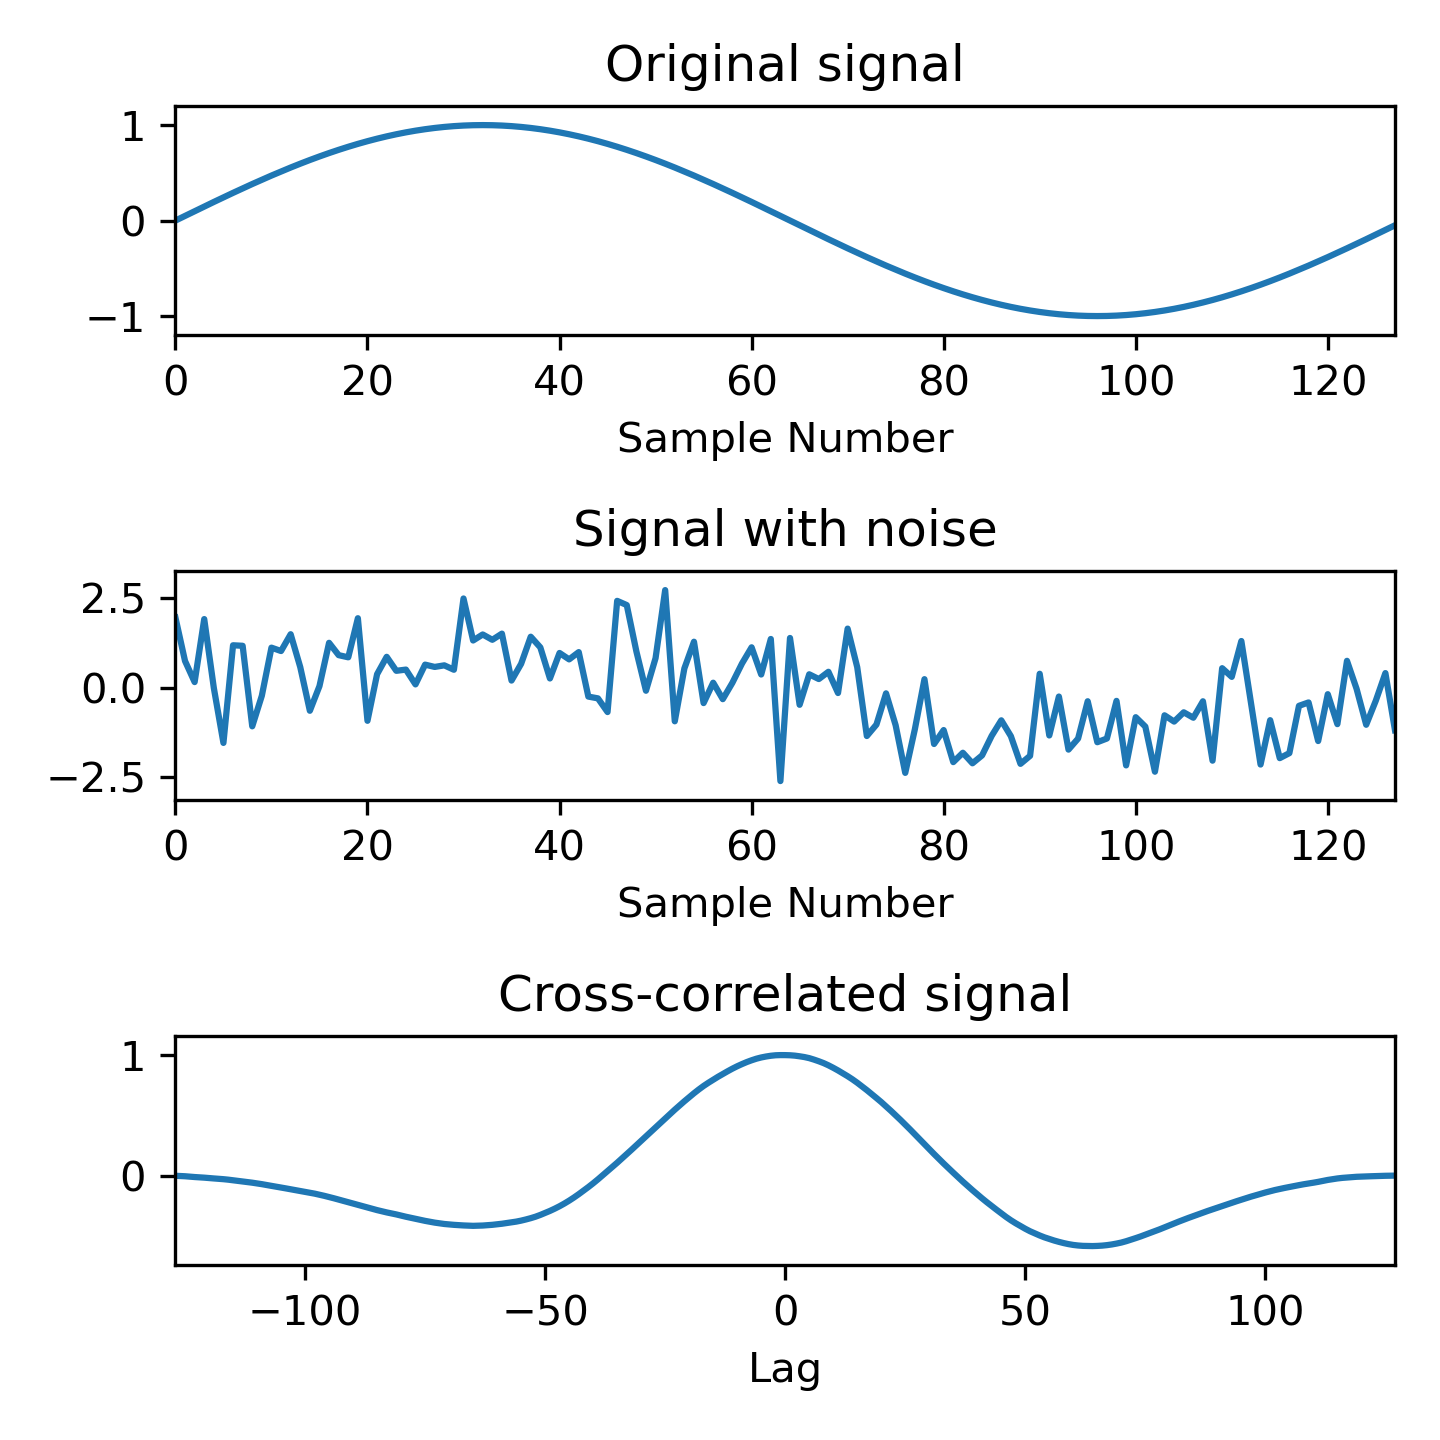 Original signal
1
0
−1
0 20 40 60 80 100 120
Sample Number
Signal with noise
2.5
0.0
−2.5
0 20 40 60 80 100 120
Sample Number
Cross-correlated signal
1
0
−100 −50 0 50 100
Lag